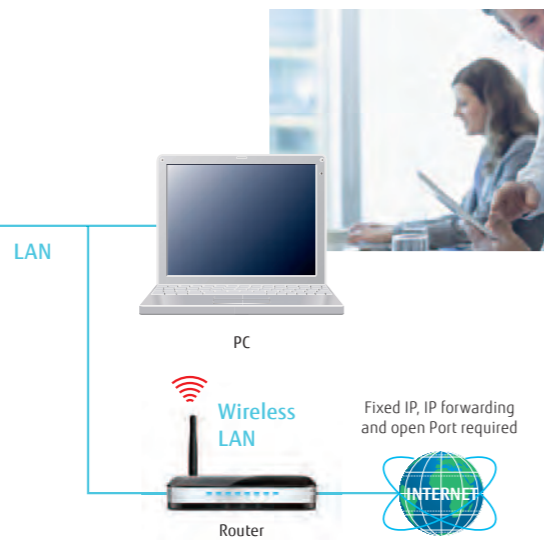 LAN
PC
Wireless
LAN
Fixed IP, IP forwarding
and open Port required
INTERNET
Router